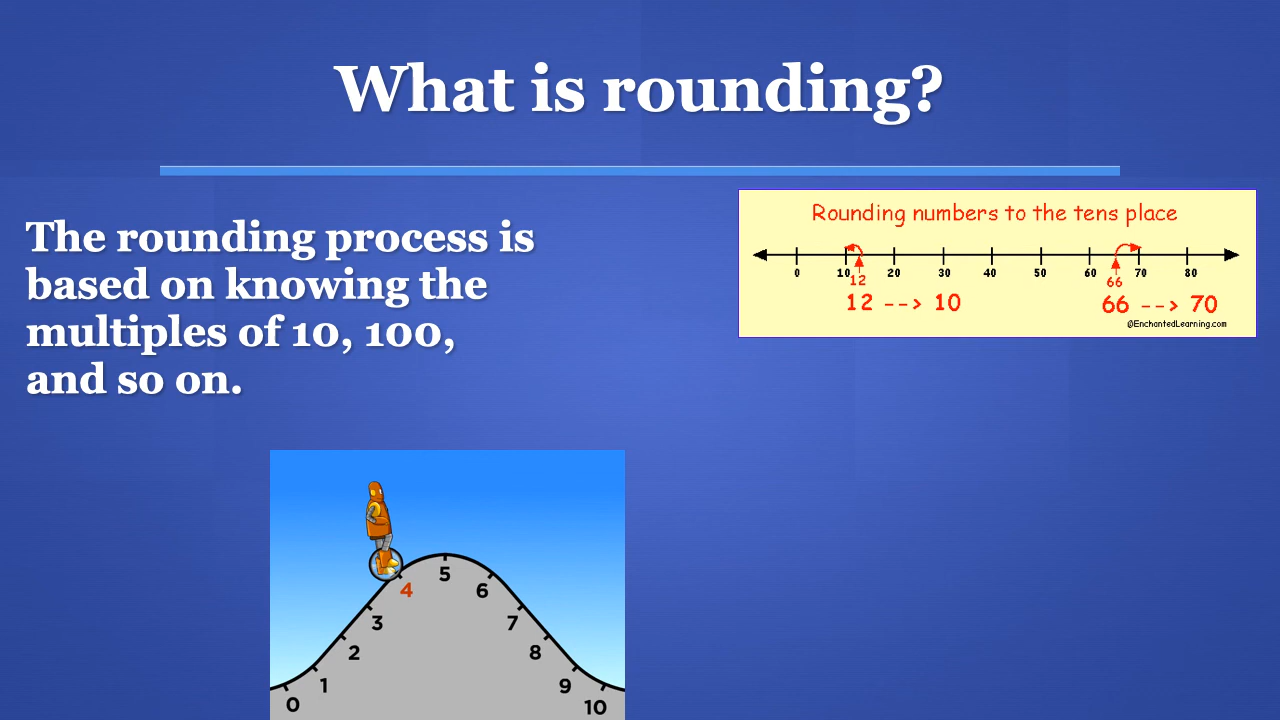 What is rounding?
The rounding process is
based on knowing the
multiples of 10, 100,
and so on.
Rounding numbers to the tens place
0 10 20 30 40 50 60 70 80
12 66
12 --> 10 66 --> 70
©EnchantedLearning.com
5
4 6
3 7
2 8
1 9
0 10